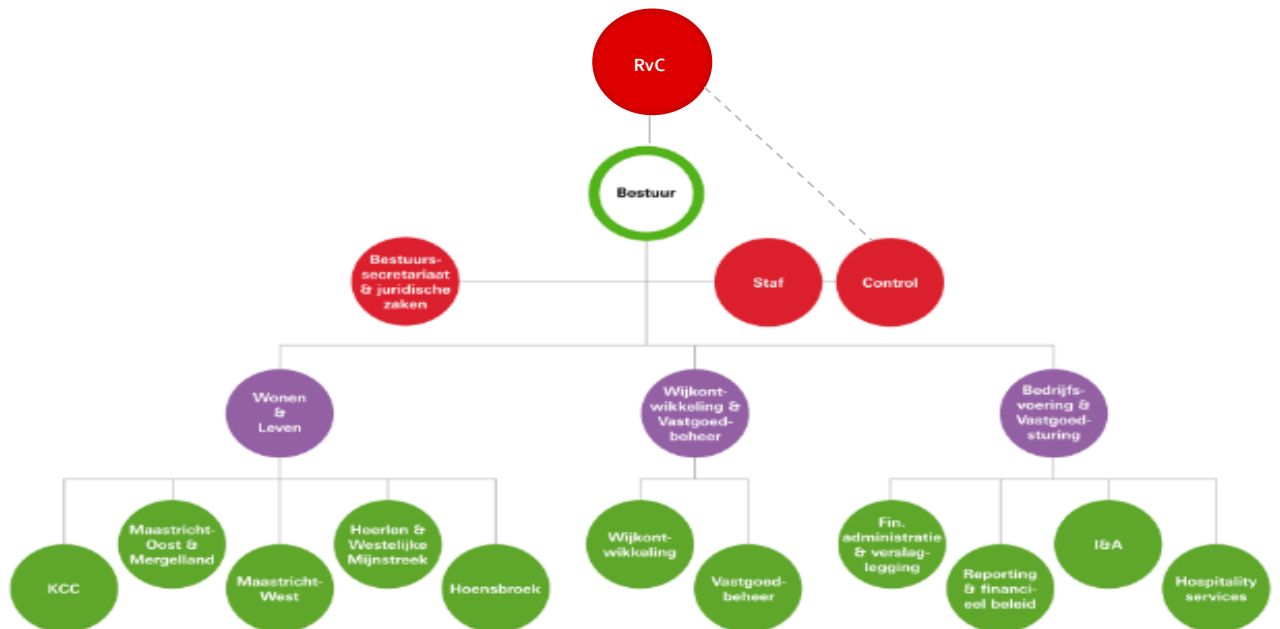 RvC
Bestuur
Bestuurs-
secretariaat
& juridische
zaken
Staf
Control
Wonen
&
Leven
Wijkont-
wikkeling &
Vastgoed-
beheer
Bedrijfs-
voering &
Vastgoed-
sturing
KCC
Maastricht-
Oost &
Mergelland
Maastricht-
West
Heerlen &
Westelijke
Mijnstreek
Hoensbroek
Wijkont-
wikkeling
Vastgoed-
beheer
Fin.
administratie
& verslag-
legging
Reporting
& financi-
eel beleid
I&A
Hospitality
services